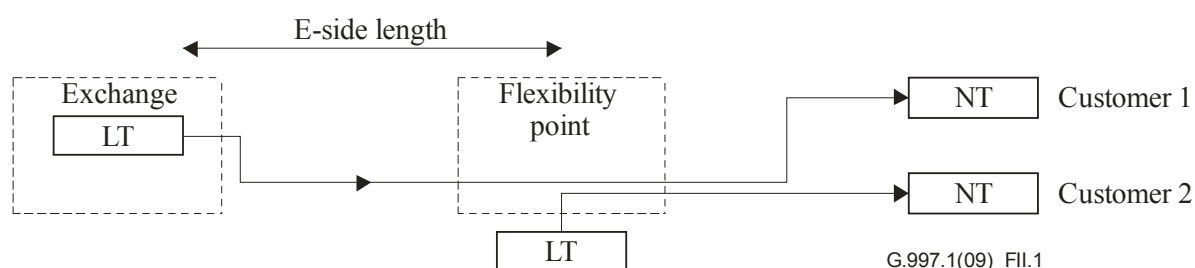 E-side length
Exchange
LT
Flexibility
point
NT
Customer 1
NT
Customer 2
LT
G.997.1(09)_FII.1